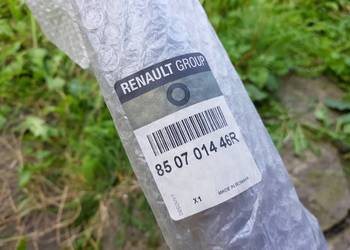 RENAULT GROUP
85 07 014 46R
X1
MADE IN ROMANIA